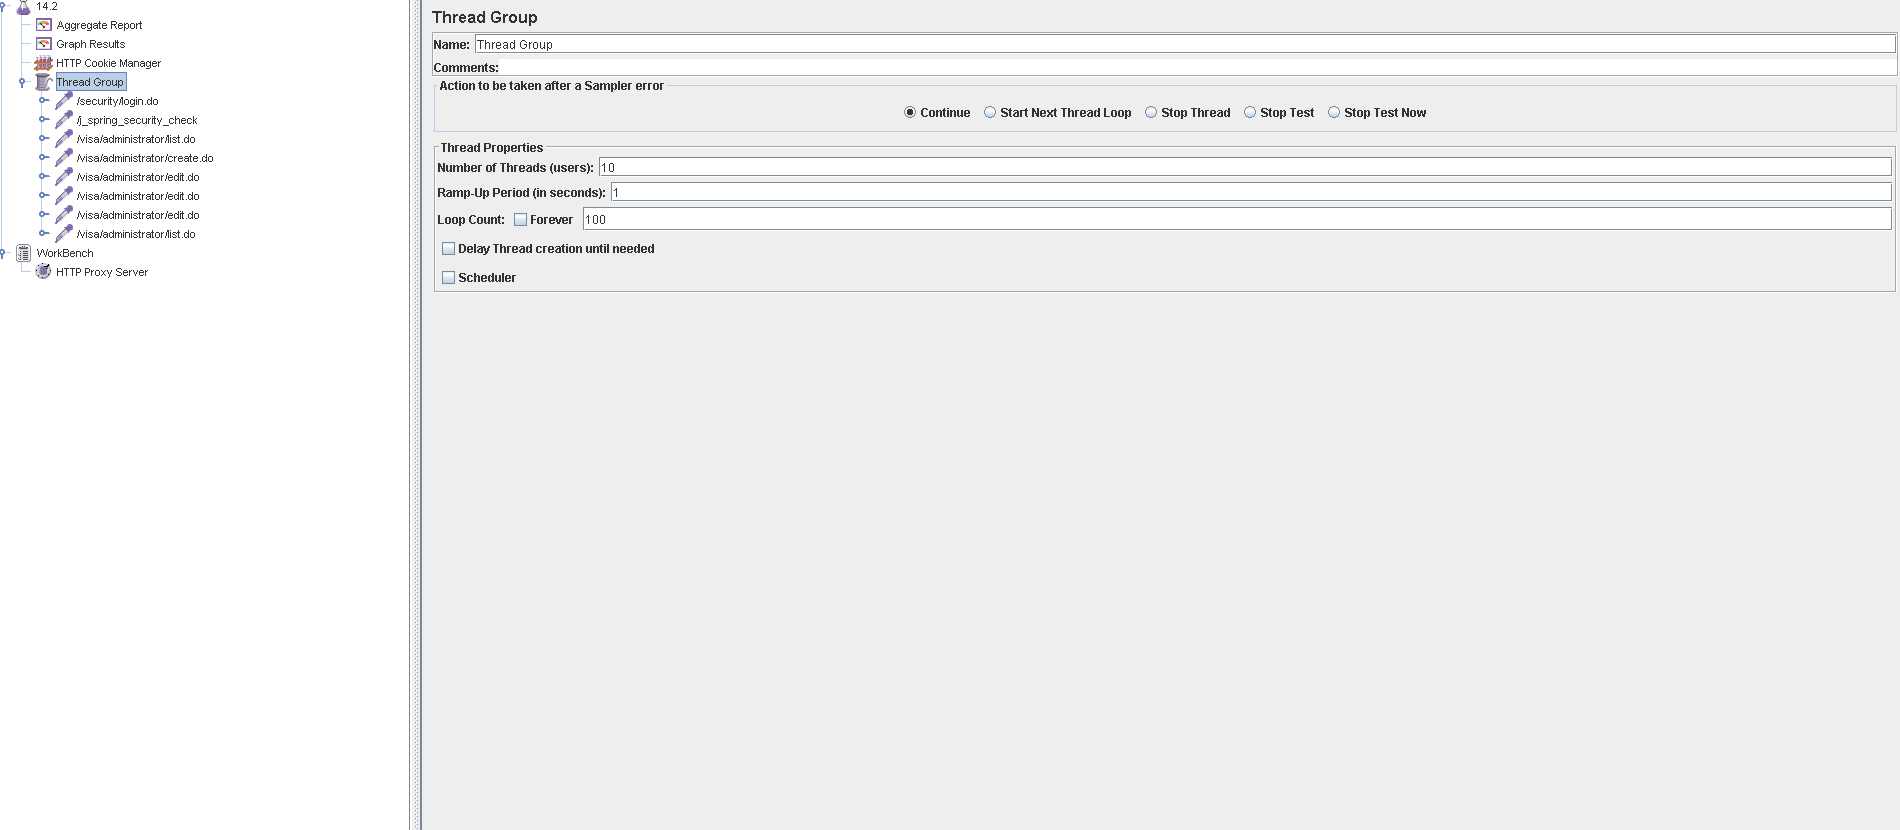 14.2
Aggregate Report
Graph Results
HTTP Cookie Manager
Thread Group
/security/login.do
/j_spring_security_check
/visa/administrator/list.do
/visa/administrator/create.do
/visa/administrator/edit.do
/visa/administrator/edit.do
/visa/administrator/edit.do
/visa/administrator/list.do
WorkBench
HTTP Proxy Server
Thread Group
Name: Thread Group
Comments:
Action to be taken after a Sampler error
Continue Start Next Thread Loop Stop Thread Stop Test Stop Test Now
Thread Properties
Number of Threads (users): 10
Ramp-Up Period (in seconds): 1
Loop Count: Forever 100
Delay Thread creation until needed
Scheduler